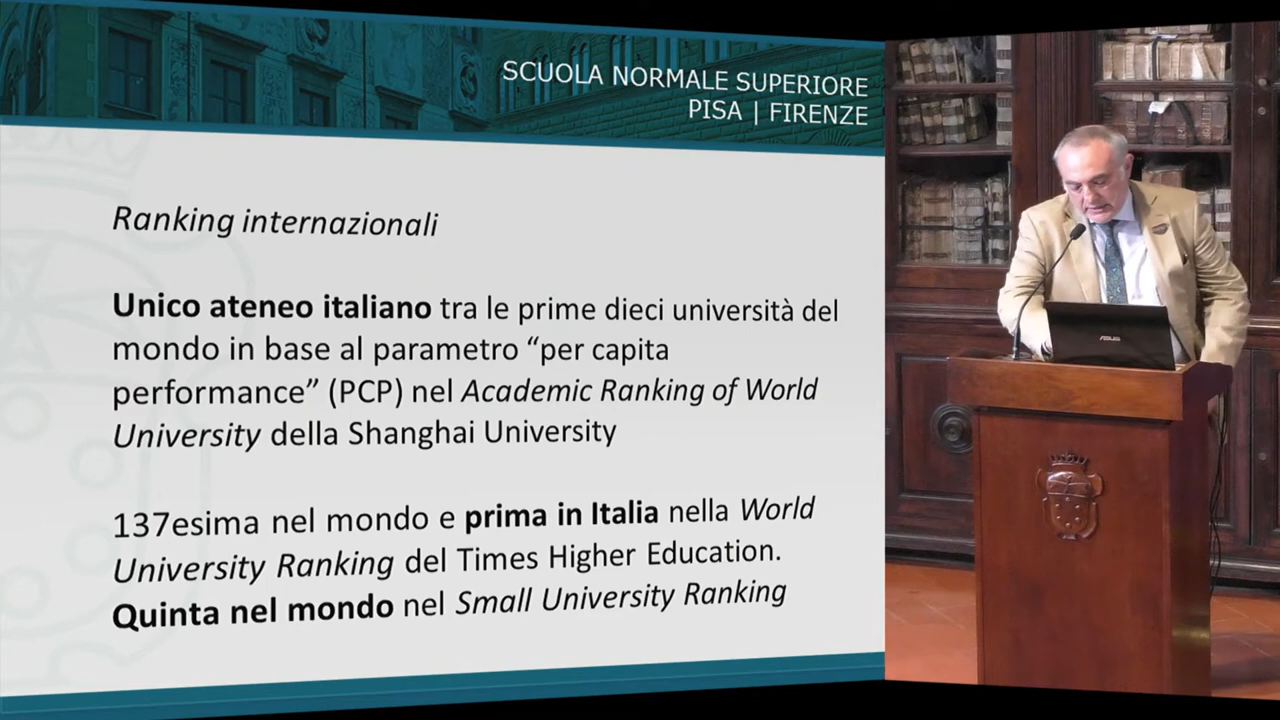 SCUOLA NORMALE SUPERIORE
PISA | FIRENZE
Ranking internazionali
Unico ateneo italiano tra le prime dieci università del
mondo in base al parametro “per capita
performance” (PCP) nel Academic Ranking of World
University della Shanghai University
137esima nel mondo e prima in Italia nella World
University Ranking del Times Higher Education.
Quinta nel mondo nel Small University Ranking
ASUS